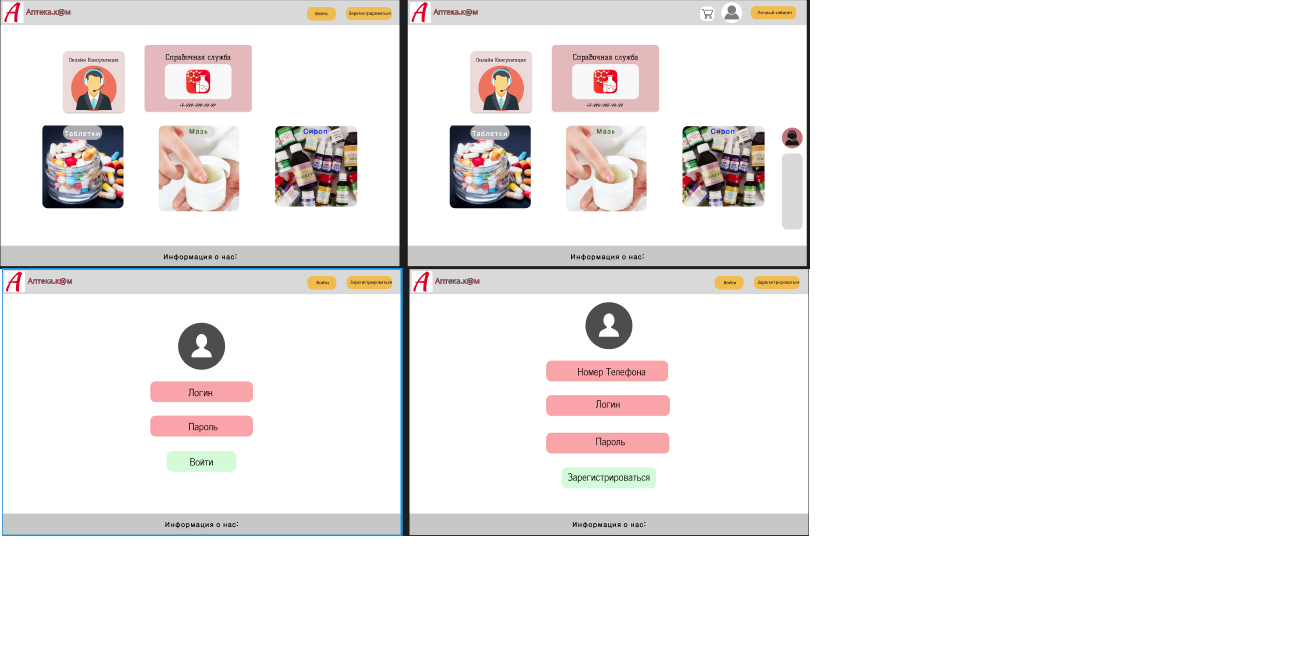 А Аптека.к@м
Войти
Зарегистрироваться
Онлайн Консультация
Справочная служба
+7-999-999-99-99
Таблетки
Мазь
Сироп
Информация о нас:
А Аптека.к@м
Личный кабинет
Онлайн Консультация
Справочная служба
+7-999-999-99-99
Таблетки
Мазь
Сироп
Информация о нас:
А Аптека.к@м
Войти
Зарегистрироваться
Логин
Пароль
Войти
Информация о нас:
А Аптека.к@м
Войти
Зарегистрироваться
Номер Телефона
Логин
Пароль
Зарегистрироваться
Информация о нас: